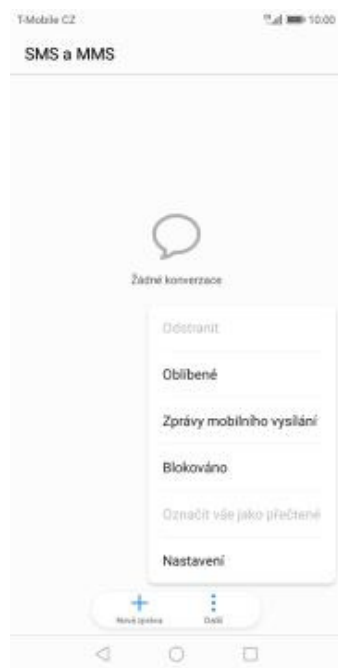 T-Mobile CZ
10:00
SMS a MMS
Žádné konverzace
Odstranit
Oblíbené
Zprávy mobilního vysílání
Blokováno
Označit vše jako přečtené
Nastavení
Nová zpráva
Další